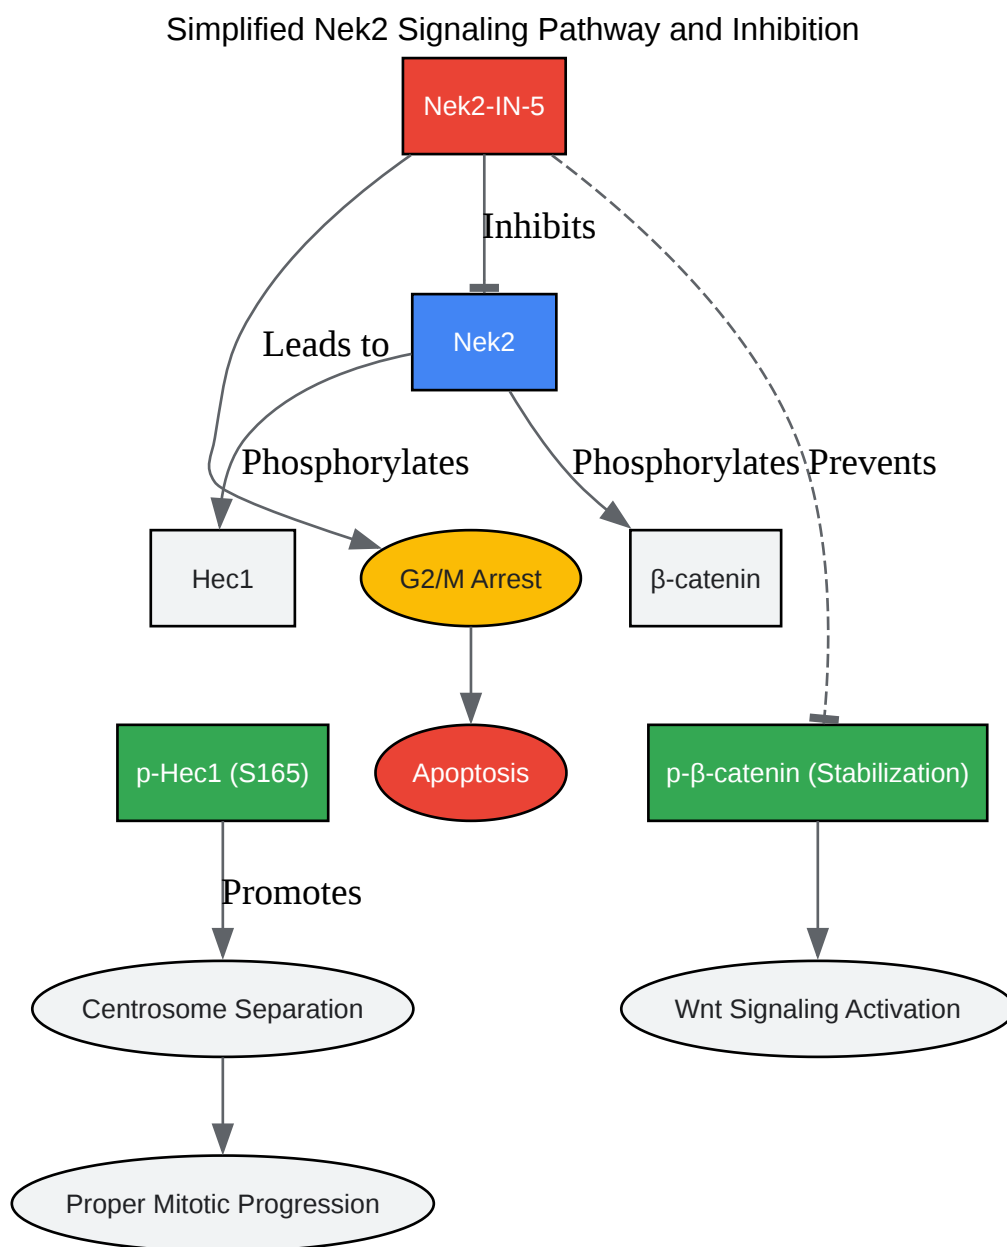 Simplified Nek2 Signaling Pathway and Inhibition
Nek2-IN-5
Inhibits
Leads to
Nek2
Phosphorylates
Phosphorylates
Prevents
Hec1
G2/M Arrest
β-catenin
p-Hec1 (S165)
Apoptosis
p-β-catenin (Stabilization)
Promotes
Centrosome Separation
Wnt Signaling Activation
Proper Mitotic Progression